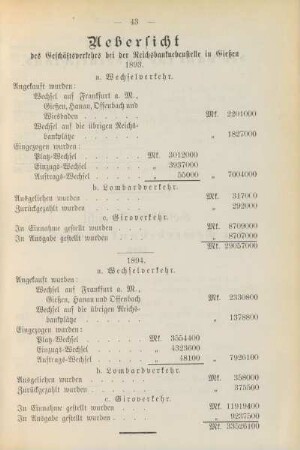 — 43 —
Uebersicht
des Geschäftsverkehrs bei der Reichsbanknebenstelle in Gießen
1893.
a. Wechselverkehr.
Angekauft wurden:
Wechsel auf Frankfurt a. M.,
Gießen, Hanau, Offenbach und
Wiesbaden . . . . . . Mk. 2201000
Wechsel auf die übrigen Reichs-
bankplätze . . . . . . „ 1827000
Eingezogen wurden:
Platz-Wechsel . . . . Mk. 3012000
Einzugs-Wechsel . . . . „ 3937000
Auftrags-Wechsel . . . . „ 55000 „ 7004000
b. Lombardverkehr.
Ausgeliehen wurden . . . . „ 317000
Zurückgezahlt wurden . . . . „ 292000
c. Giroverkehr.
In Einnahme gestellt wurden . . . „ 8709000
In Ausgabe gestellt wurden . . . „ 8707000
Mk. 29057000
1894.
a. Wechselverkehr.
Angekauft wurden:
Wechsel auf Frankfurt a. M.,
Gießen, Hanau und Offenbach Mk. 2330800
Wechsel auf die übrigen Reichs-
bankplätze . . . . . . „ 1378800
Eingezogen wurden:
Platz-Wechsel . . . . Mk. 3554400
Einzugs-Wechsel . . . . „ 4323600
Auftrags-Wechsel . . . . „ 48100 „ 7926100
b. Lombardverkehr.
Ausgeliehen wurden . . . . „ 358000
Zurückgezahlt wurden . . . . „ 375500
c. Giroverkehr.
In Einnahme gestellt wurden . . . „ 11919400
In Ausgabe gestellt wurden . . . „ 9237500
Mk. 33526100